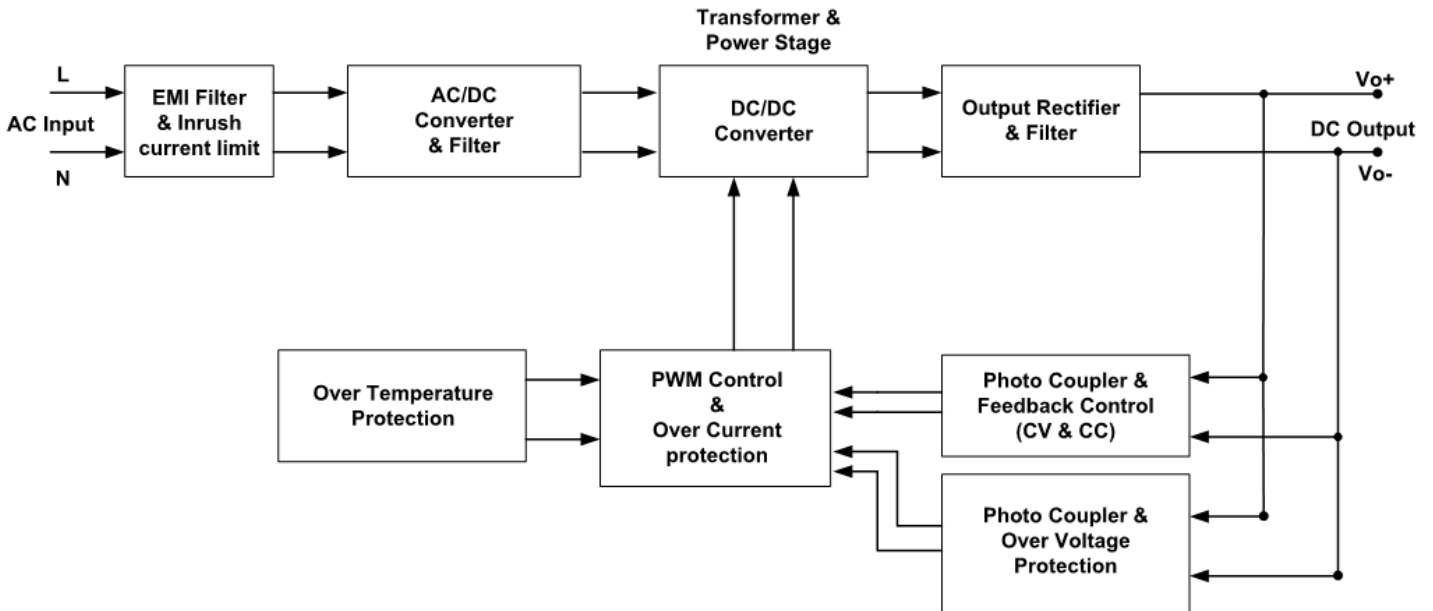 Transformer &
Power Stage
L
AC Input
N
EMI Filter
& Inrush
current limit
AC/DC
Converter
& Filter
DC/DC
Converter
Output Rectifier
& Filter
Vo+
DC Output
Vo-
Over Temperature
Protection
PWM Control
&
Over Current
protection
Photo Coupler &
Feedback Control
(CV & CC)
Photo Coupler &
Over Voltage
Protection